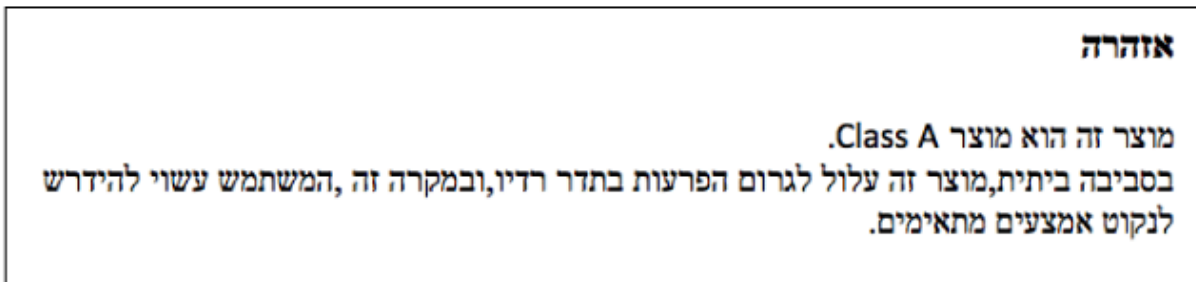 אזהרה
מוצר זה הוא מוצר Class A.
בסביבה ביתית,מוצר זה עלול לגרום הפרעות בתדר רדיו,ובמקרה זה ,המשתמש עשוי להידרש
לנקוט אמצעים מתאימים.